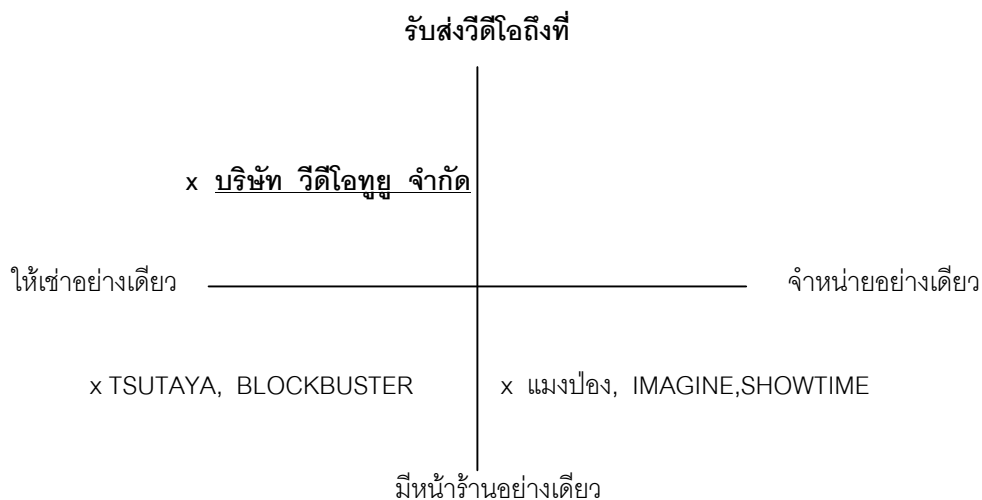 รับส่งวีดีโอถึงที่
x บริษัท วีดีโอทูยู จำกัด
ให้เช่าอย่างเดียว จำหน่ายอย่างเดียว
x TSUTAYA, BLOCKBUSTER x แมงป่อง, IMAGINE,SHOWTIME
มีหน้าร้านอย่างเดียว